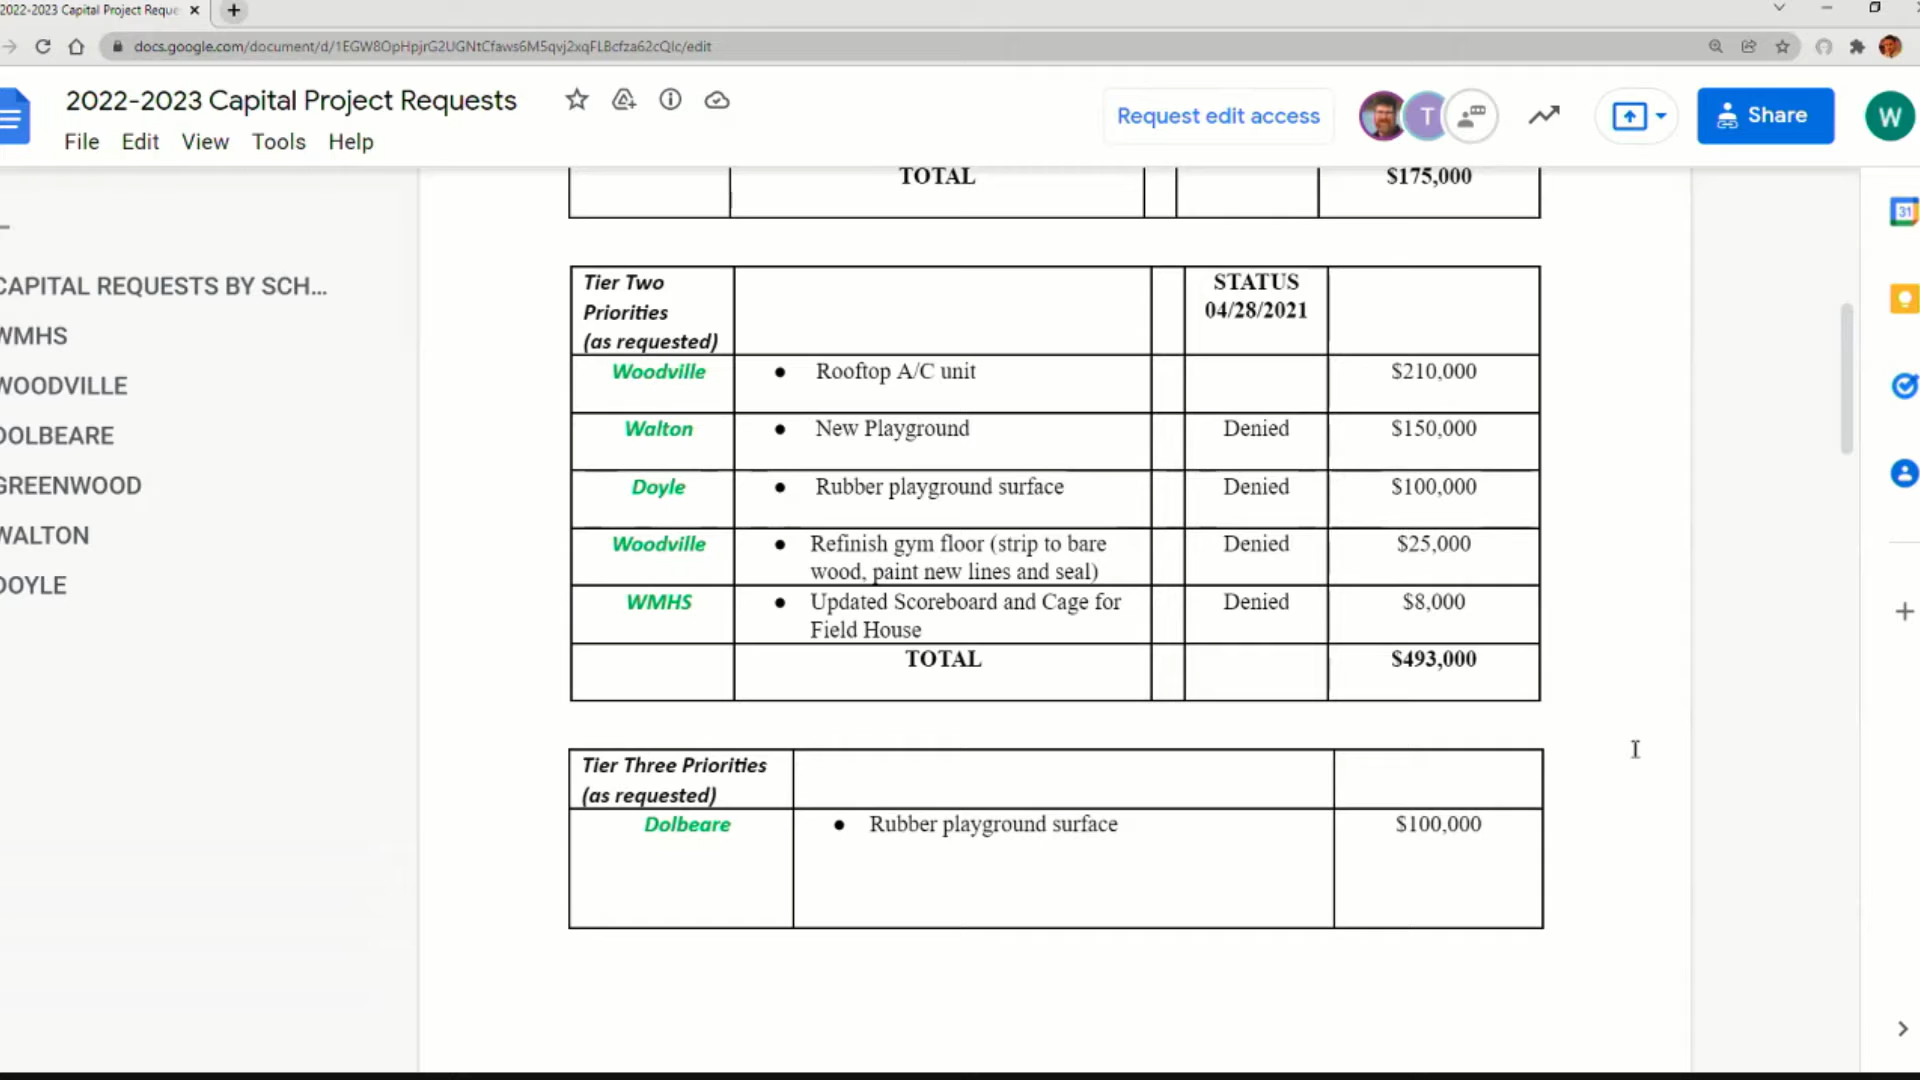 2022-2023 Capital Project Reque
docs.google.com/document/d/1EGW8OpHpjrG2UGNtCfaws6M5qvj2xqFLBcfza62cQIc/edit
2022-2023 Capital Project Requests
File Edit View Tools Help
Request edit access
T
Share
W
31
CAPITAL REQUESTS BY SCH...
WMHS
WOODVILLE
DOLBEARE
GREENWOOD
WALTON
DOYLE
TOTAL $175,000
Tier Two
Priorities
(as requested)
STATUS
04/28/2021
Woodville ● Rooftop A/C unit $210,000
Walton ● New Playground Denied $150,000
Doyle ● Rubber playground surface Denied $100,000
Woodville ● Refinish gym floor (strip to bare Denied $25,000
wood, paint new lines and seal)
WMHS ● Updated Scoreboard and Cage for Denied $8,000
Field House
TOTAL $493,000
Tier Three Priorities
(as requested)
Dolbeare ● Rubber playground surface $100,000